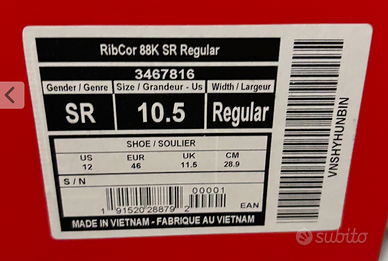 RibCor 88K SR Regular
3467816
Gender / Genre Size / Grandeur - Us Width / Largeur
SR 10.5 Regular
SHOE / SOULIER
US EUR UK CM
12 46 11.5 28.9
S / N
00001
1 91520 28879 2 EAN
MADE IN VIETNAM - FABRIQUE AU VIETNAM
VNSHYHUNBIN
subito